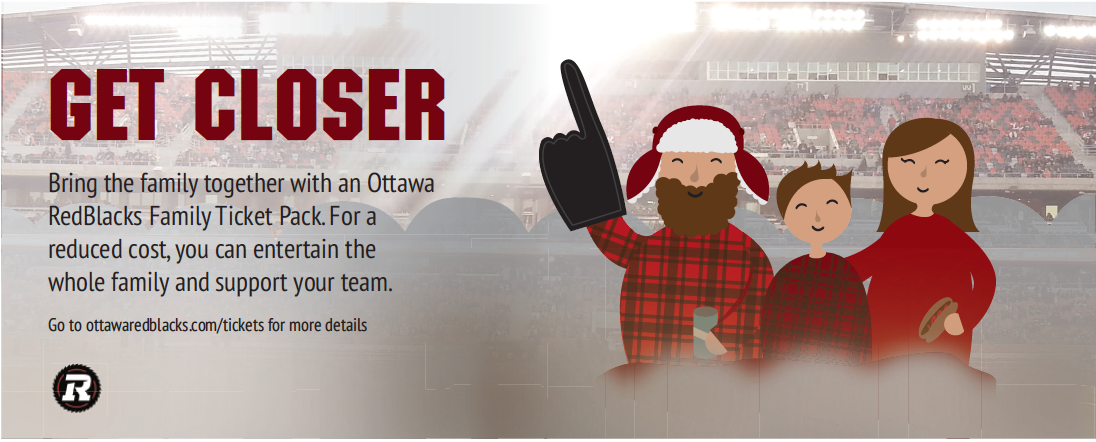 GET CLOSER
Bring the family together with an Ottawa
RedBlacks Family Ticket Pack. For a
reduced cost, you can entertain the
whole family and support your team.
Go to ottawaredblacks.com/tickets for more details
R